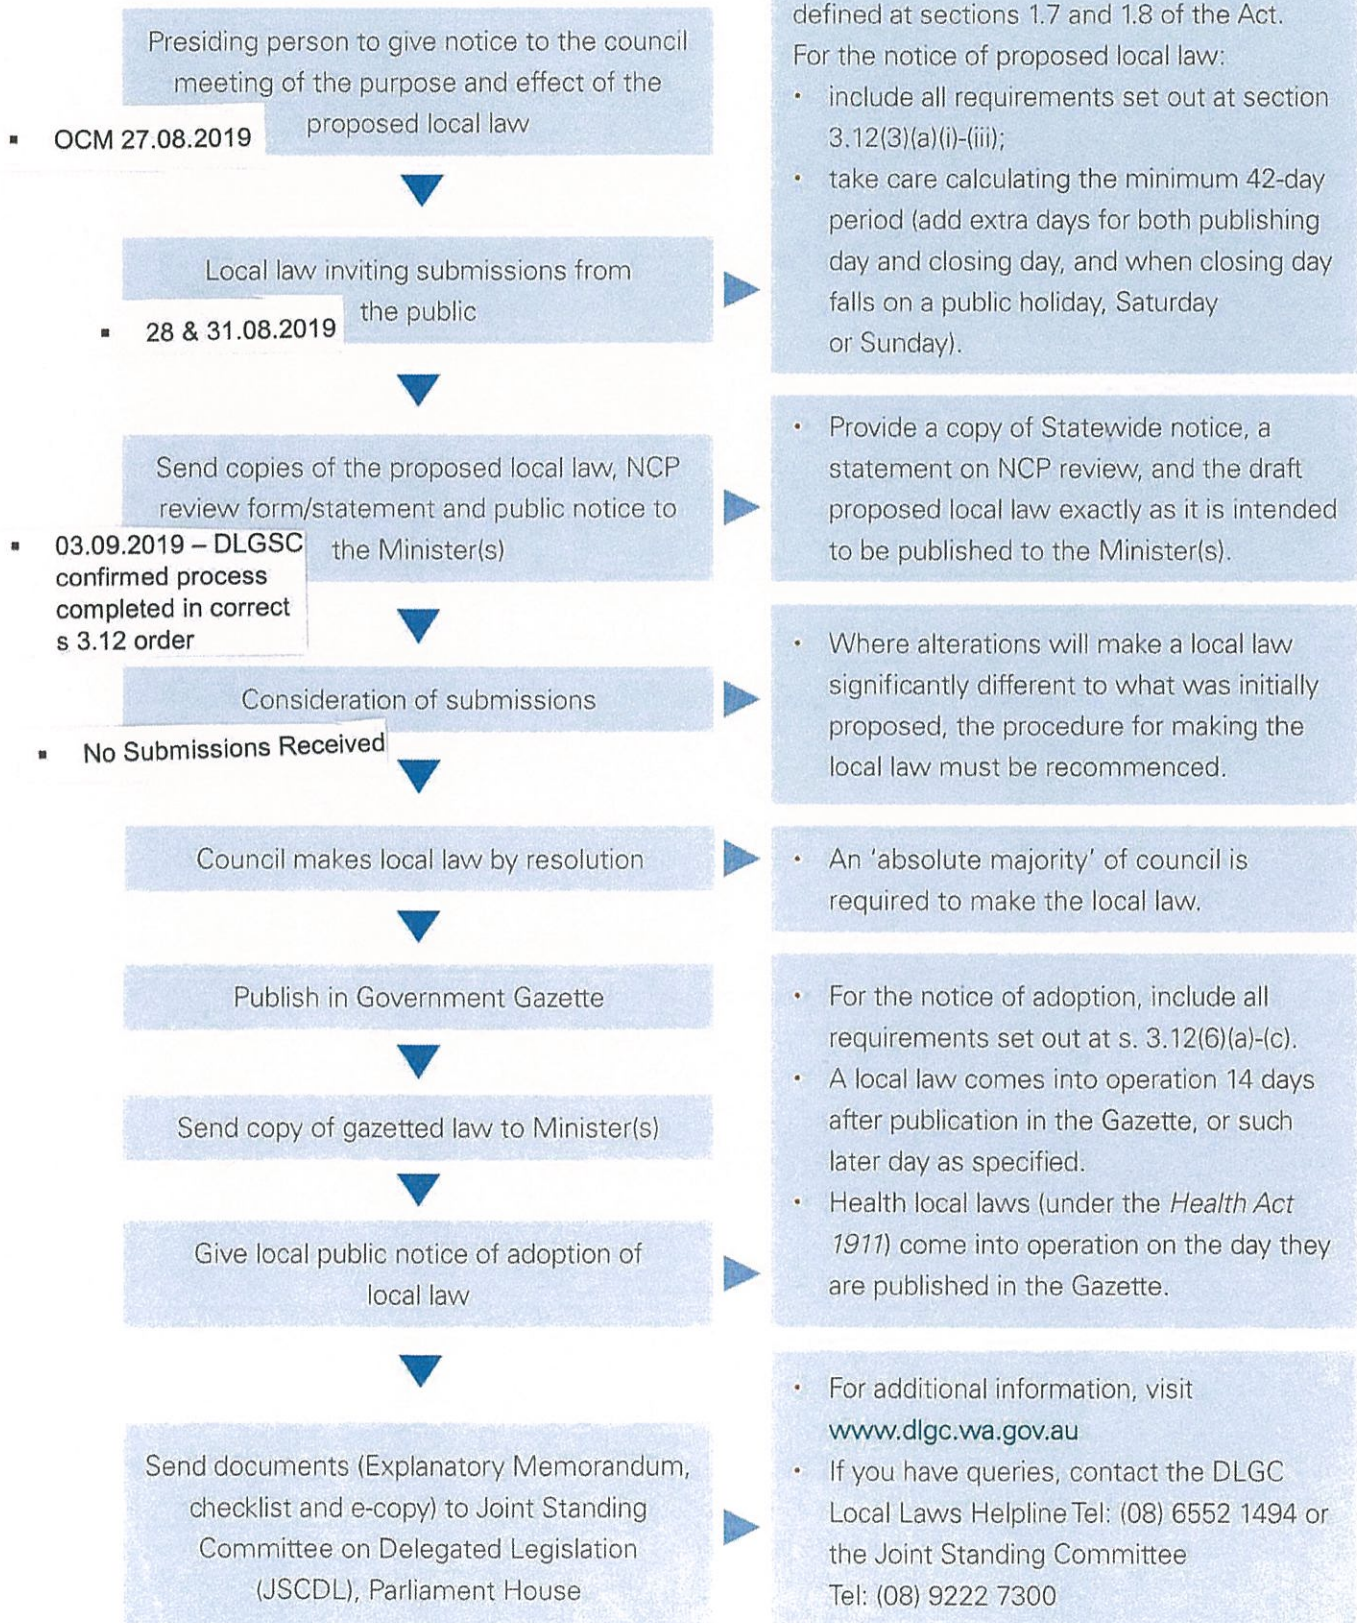 Presiding person to give notice to the council
meeting of the purpose and effect of the
proposed local law
▪ OCM 27.08.2019
defined at sections 1.7 and 1.8 of the Act.
For the notice of proposed local law:
• include all requirements set out at section
3.12(3)(a)(i)-(iii);
• take care calculating the minimum 42-day
period (add extra days for both publishing
day and closing day, and when closing day
falls on a public holiday, Saturday
or Sunday).
Local law inviting submissions from
the public
▪ 28 & 31.08.2019
Send copies of the proposed local law, NCP
review form/statement and public notice to
the Minister(s)
▪ 03.09.2019 – DLGSC
confirmed process
completed in correct
s 3.12 order
• Provide a copy of Statewide notice, a
statement on NCP review, and the draft
proposed local law exactly as it is intended
to be published to the Minister(s).
Consideration of submissions
▪ No Submissions Received
• Where alterations will make a local law
significantly different to what was initially
proposed, the procedure for making the
local law must be recommenced.
Council makes local law by resolution
• An ‘absolute majority’ of council is
required to make the local law.
Publish in Government Gazette
Send copy of gazetted law to Minister(s)
Give local public notice of adoption of
local law
• For the notice of adoption, include all
requirements set out at s. 3.12(6)(a)-(c).
• A local law comes into operation 14 days
after publication in the Gazette, or such
later day as specified.
• Health local laws (under the Health Act
1911) come into operation on the day they
are published in the Gazette.
Send documents (Explanatory Memorandum,
checklist and e-copy) to Joint Standing
Committee on Delegated Legislation
(JSCDL), Parliament House
• For additional information, visit
www.dlgc.wa.gov.au
• If you have queries, contact the DLGC
Local Laws Helpline Tel: (08) 6552 1494 or
the Joint Standing Committee
Tel: (08) 9222 7300